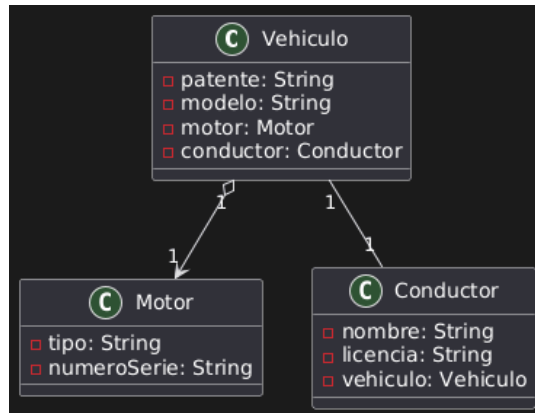 C Vehiculo
patente: String
modelo: String
motor: Motor
conductor: Conductor
1
1
1
1
C Motor
tipo: String
numeroSerie: String
C Conductor
nombre: String
licencia: String
vehiculo: Vehiculo